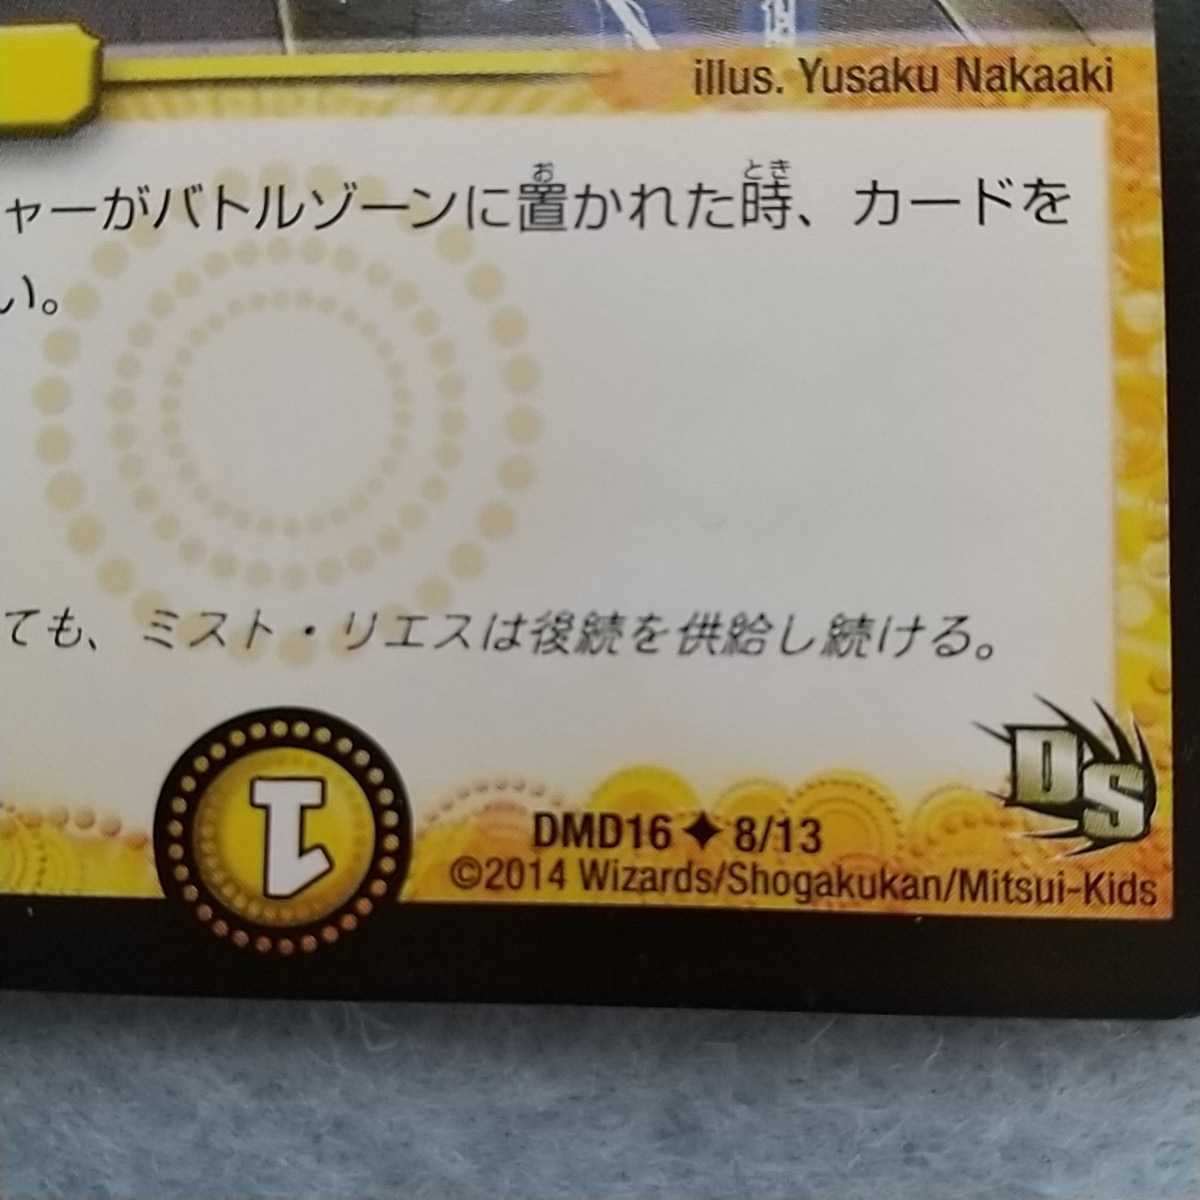 illus. Yusaku Nakaaki
ャーがバトルゾーンに置かれた時、カードを
い。
ても、ミスト・リエスは後続を供給し続ける。
DS
1
DMD16 ✦ 8/13
©2014 Wizards/Shogakukan/Mitsui-Kids